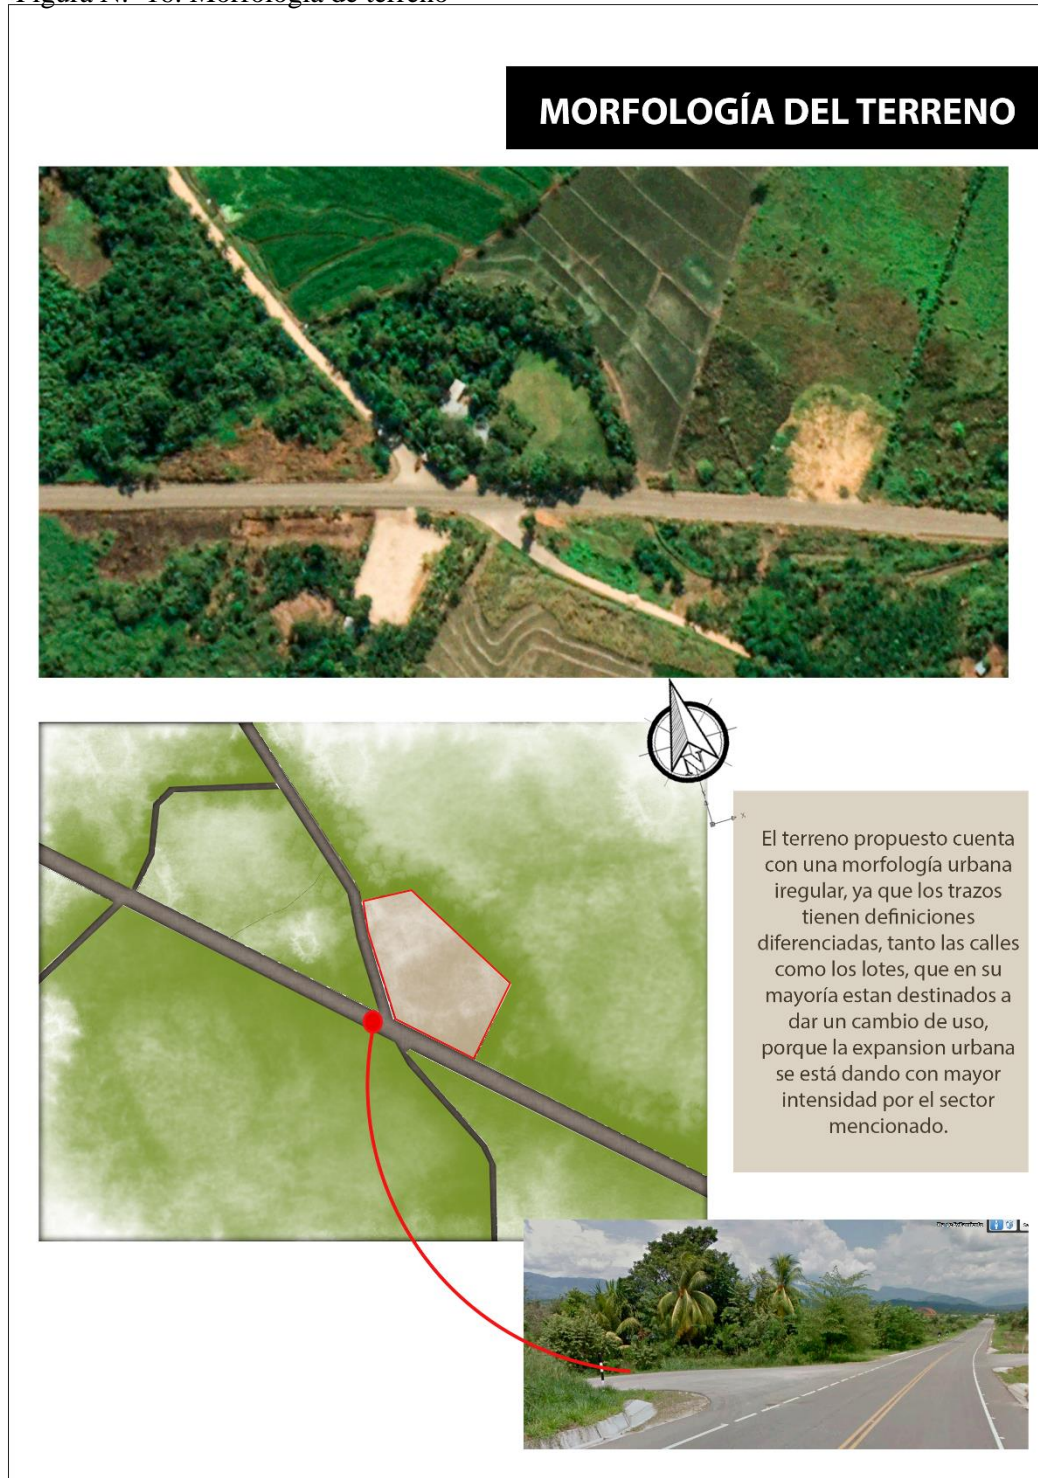 MORFOLOGÍA DEL TERRENO
N
x
El terreno propuesto cuenta
con una morfología urbana
iregular, ya que los trazos
tienen definiciones
diferenciadas, tanto las calles
como los lotes, que en su
mayoría estan destinados a
dar un cambio de uso,
porque la expansion urbana
se está dando con mayor
intensidad por el sector
mencionado.